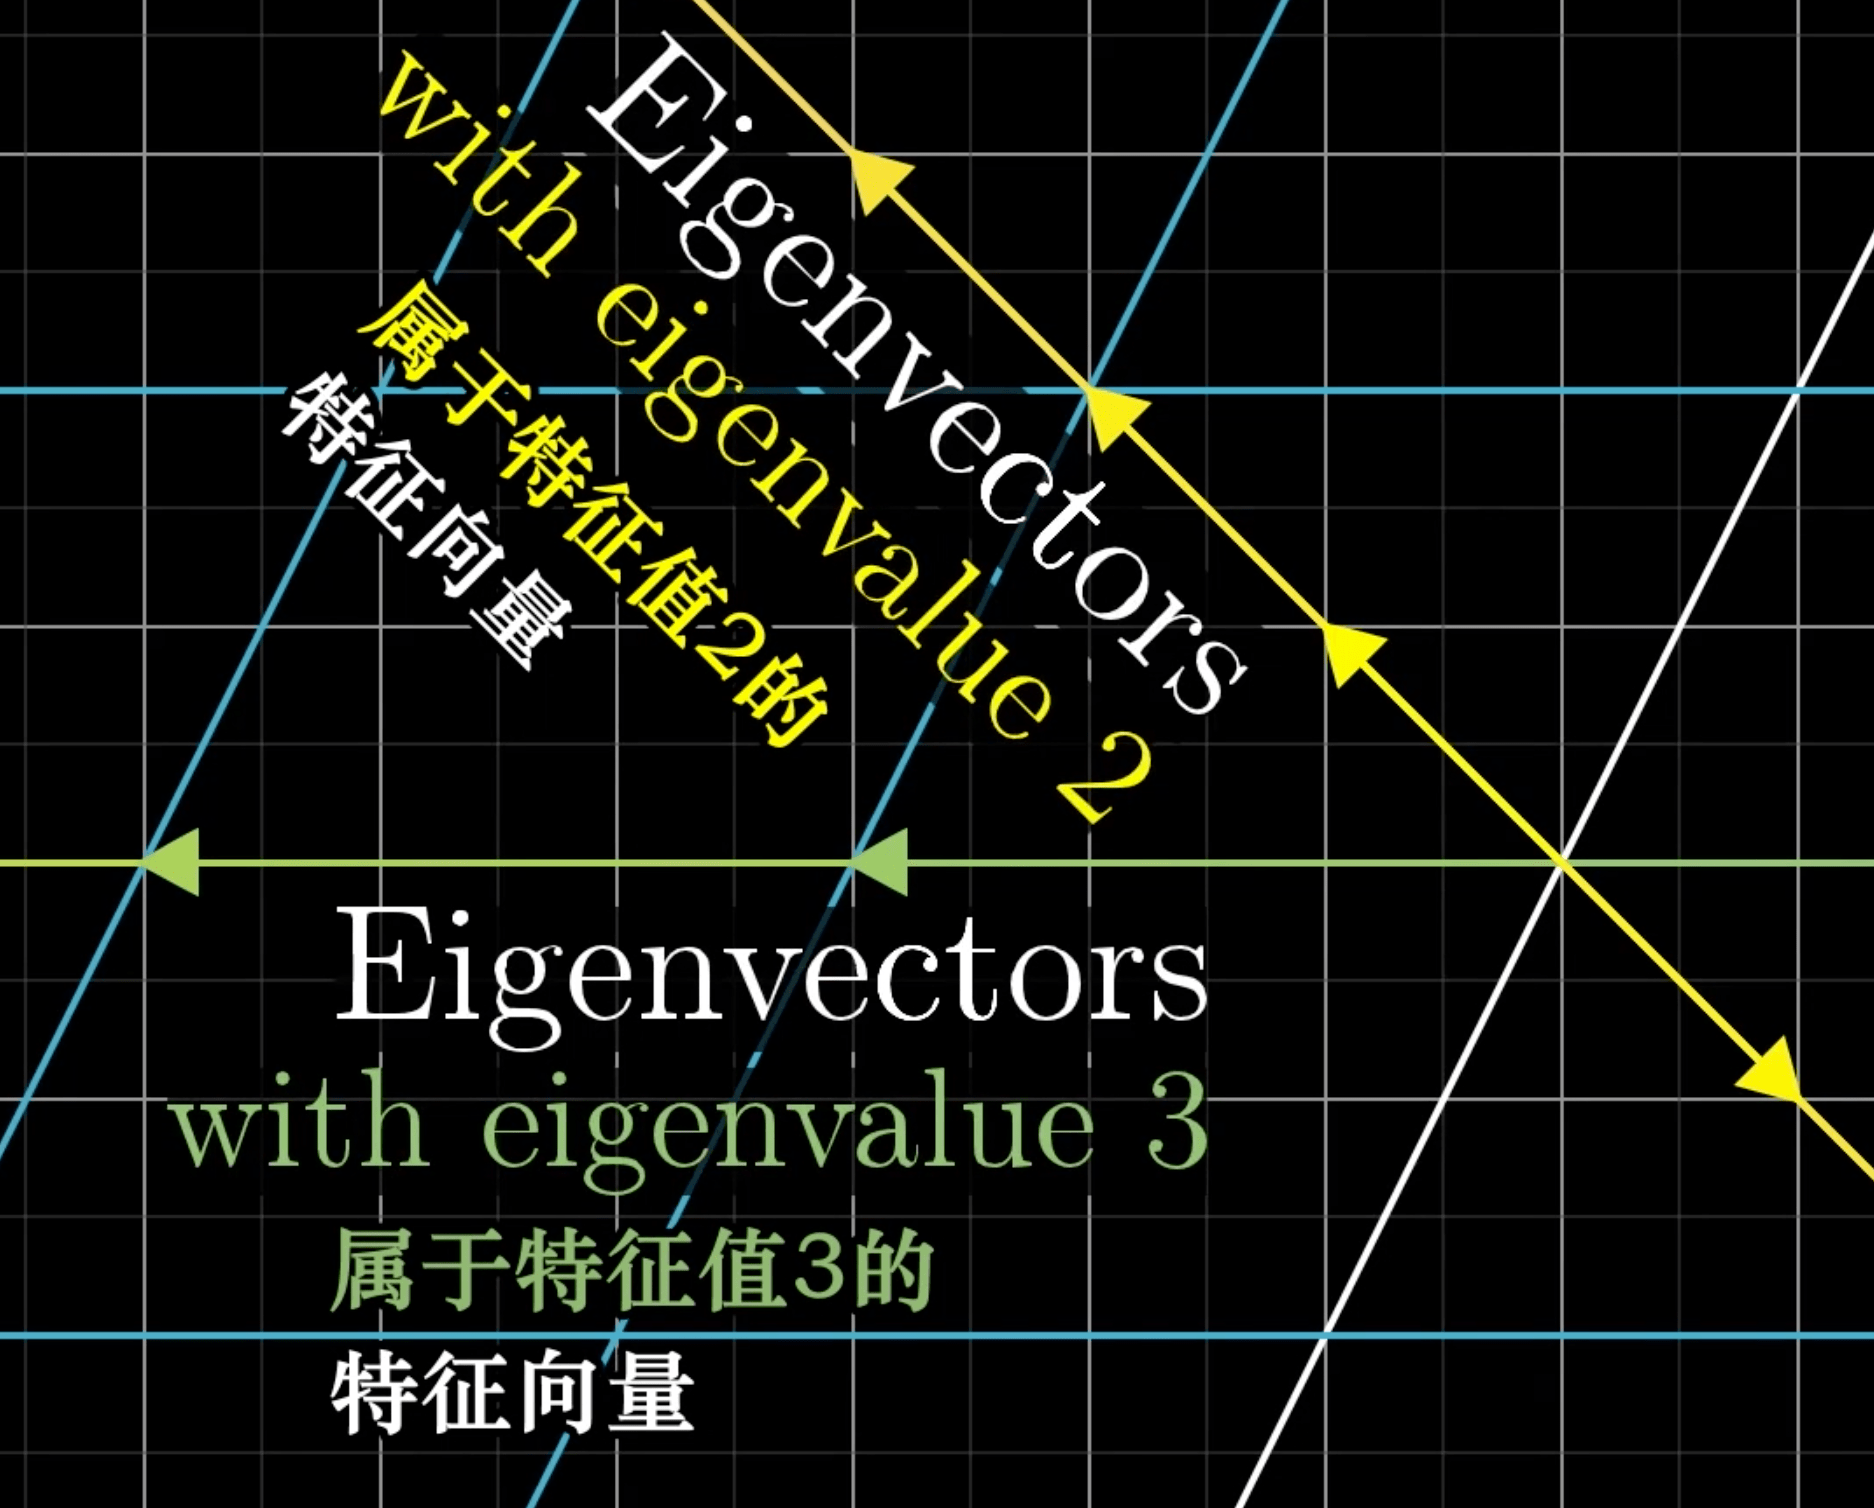 Eigenvectors
with eigenvalue 2
属于特征值2的
特征向量
Eigenvectors
with eigenvalue 3
属于特征值3的
特征向量